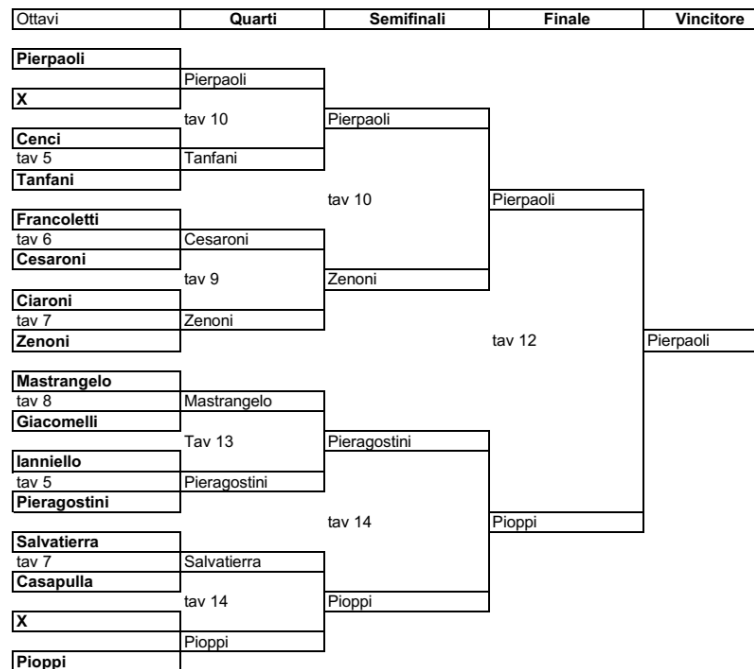 Ottavi Quarti Semifinali Finale Vincitore
Pierpaoli
Pierpaoli
X
tav 10 Pierpaoli
Cenci
tav 5 Tanfani
Tanfani
tav 10 Pierpaoli
Francoletti
tav 6 Cesaroni
Cesaroni
tav 9 Zenoni
Ciaroni
tav 7 Zenoni
Zenoni tav 12 Pierpaoli
Mastrangelo
tav 8 Mastrangelo
Giacomelli
Tav 13 Pieragostini
Ianniello
tav 5 Pieragostini
Pieragostini
tav 14 Pioppi
Salvatierra
tav 7 Salvatierra
Casapulla
tav 14 Pioppi
X
Pioppi
Pioppi